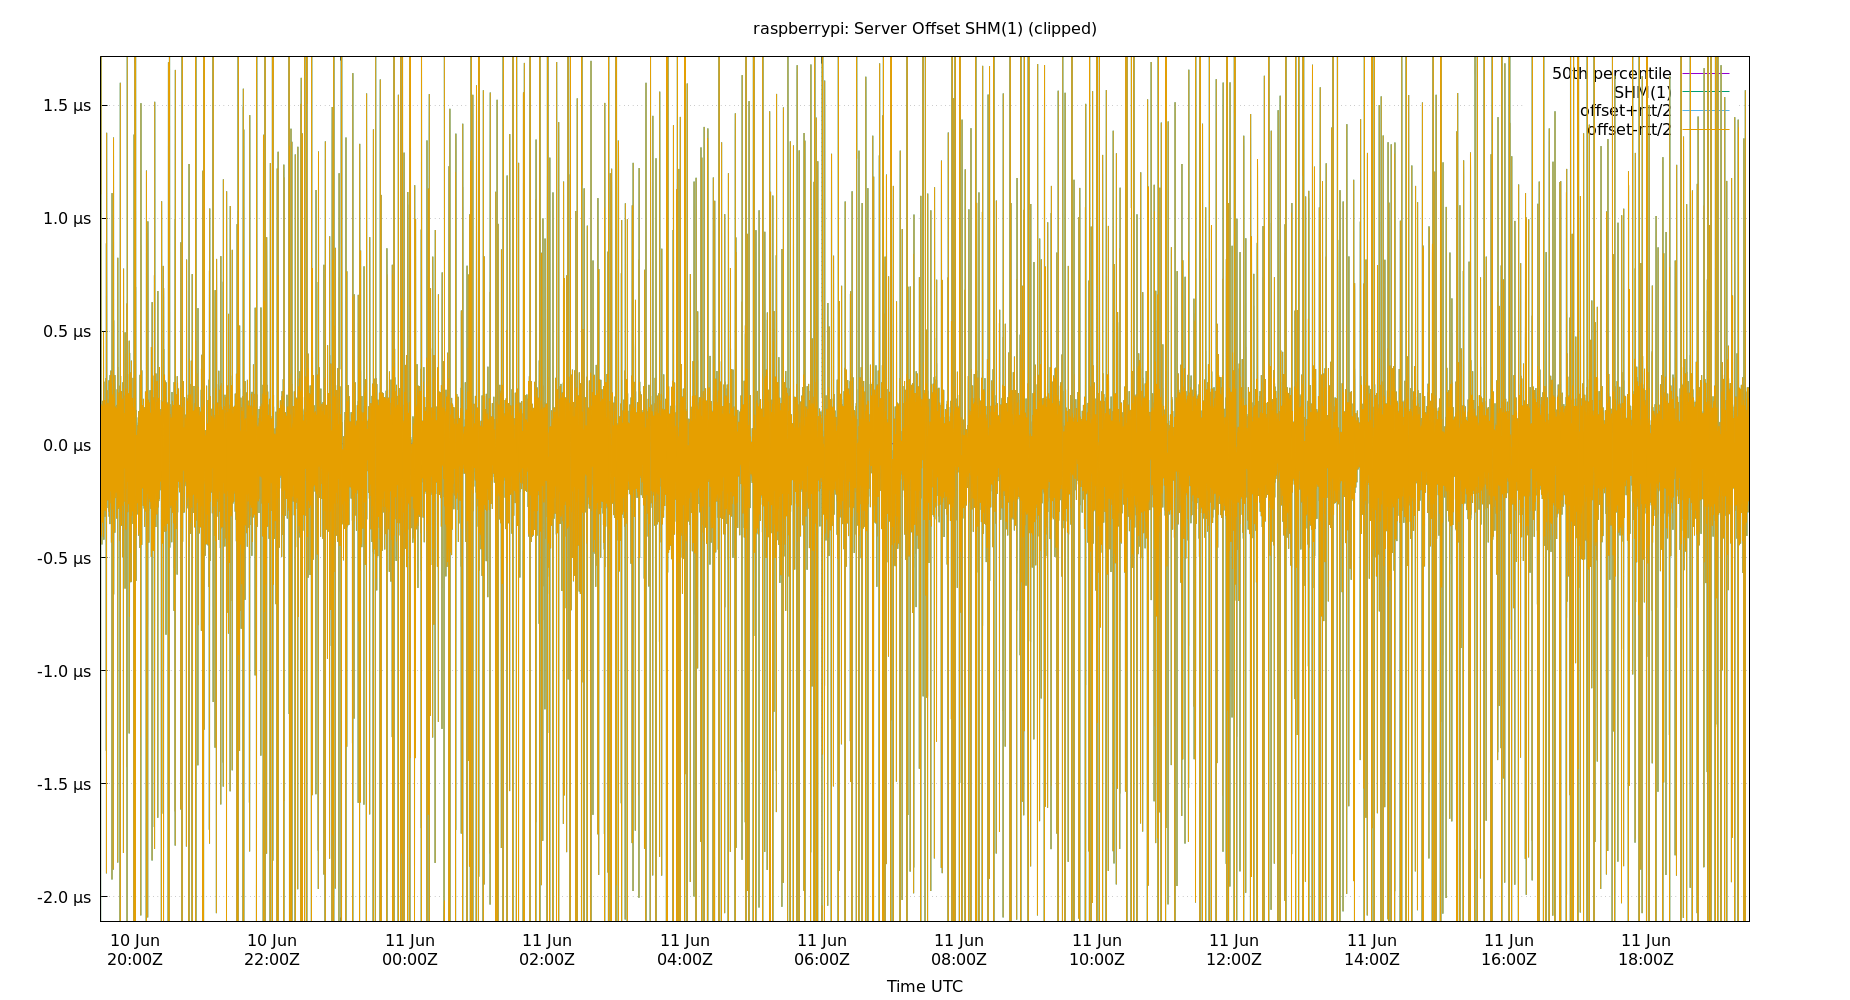 raspberrypi: Server Offset SHM(1) (clipped)
50th percentile
SHM(1)
offset+rtt/2
offset-rtt/2
1.5 µs
1.0 µs
0.5 µs
0.0 µs
-0.5 µs
-1.0 µs
-1.5 µs
-2.0 µs
10 Jun 10 Jun 11 Jun 11 Jun 11 Jun 11 Jun 11 Jun 11 Jun 11 Jun 11 Jun 11 Jun 11 Jun
20:00Z 22:00Z 00:00Z 02:00Z 04:00Z 06:00Z 08:00Z 10:00Z 12:00Z 14:00Z 16:00Z 18:00Z
Time UTC